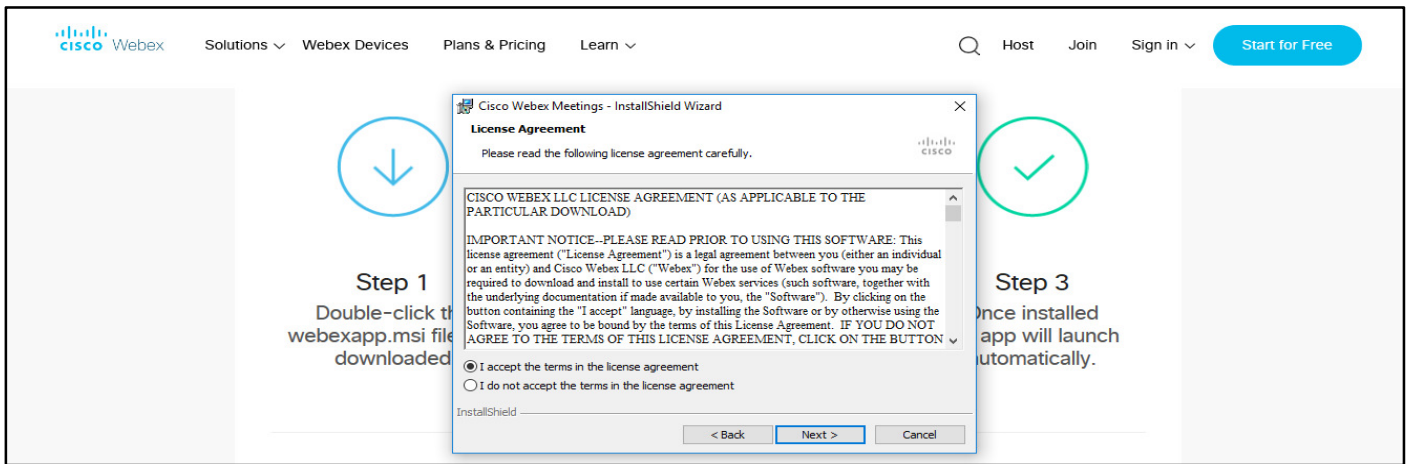 cisco Webex Solutions Webex Devices Plans & Pricing Learn Host Join Sign in Start for Free
Cisco Webex Meetings - InstallShield Wizard
License Agreement
Please read the following license agreement carefully.
cisco
CISCO WEBEX LLC LICENSE AGREEMENT (AS APPLICABLE TO THE
PARTICULAR DOWNLOAD)
IMPORTANT NOTICE--PLEASE READ PRIOR TO USING THIS SOFTWARE: This
license agreement ("License Agreement") is a legal agreement between you (either an individual
or an entity) and Cisco Webex LLC ("Webex") for the use of Webex software you may be
required to download and install to use certain Webex services (such software, together with
the underlying documentation if made available to you, the "Software"). By clicking on the
button containing the "I accept" language, by installing the Software or by otherwise using the
Software, you agree to be bound by the terms of this License Agreement. IF YOU DO NOT
AGREE TO THE TERMS OF THIS LICENSE AGREEMENT, CLICK ON THE BUTTON
I accept the terms in the license agreement
I do not accept the terms in the license agreement
InstallShield
< Back Next > Cancel
Step 1
Double-click
webexapp.msi
downloaded
Step 3
installed
app will launch